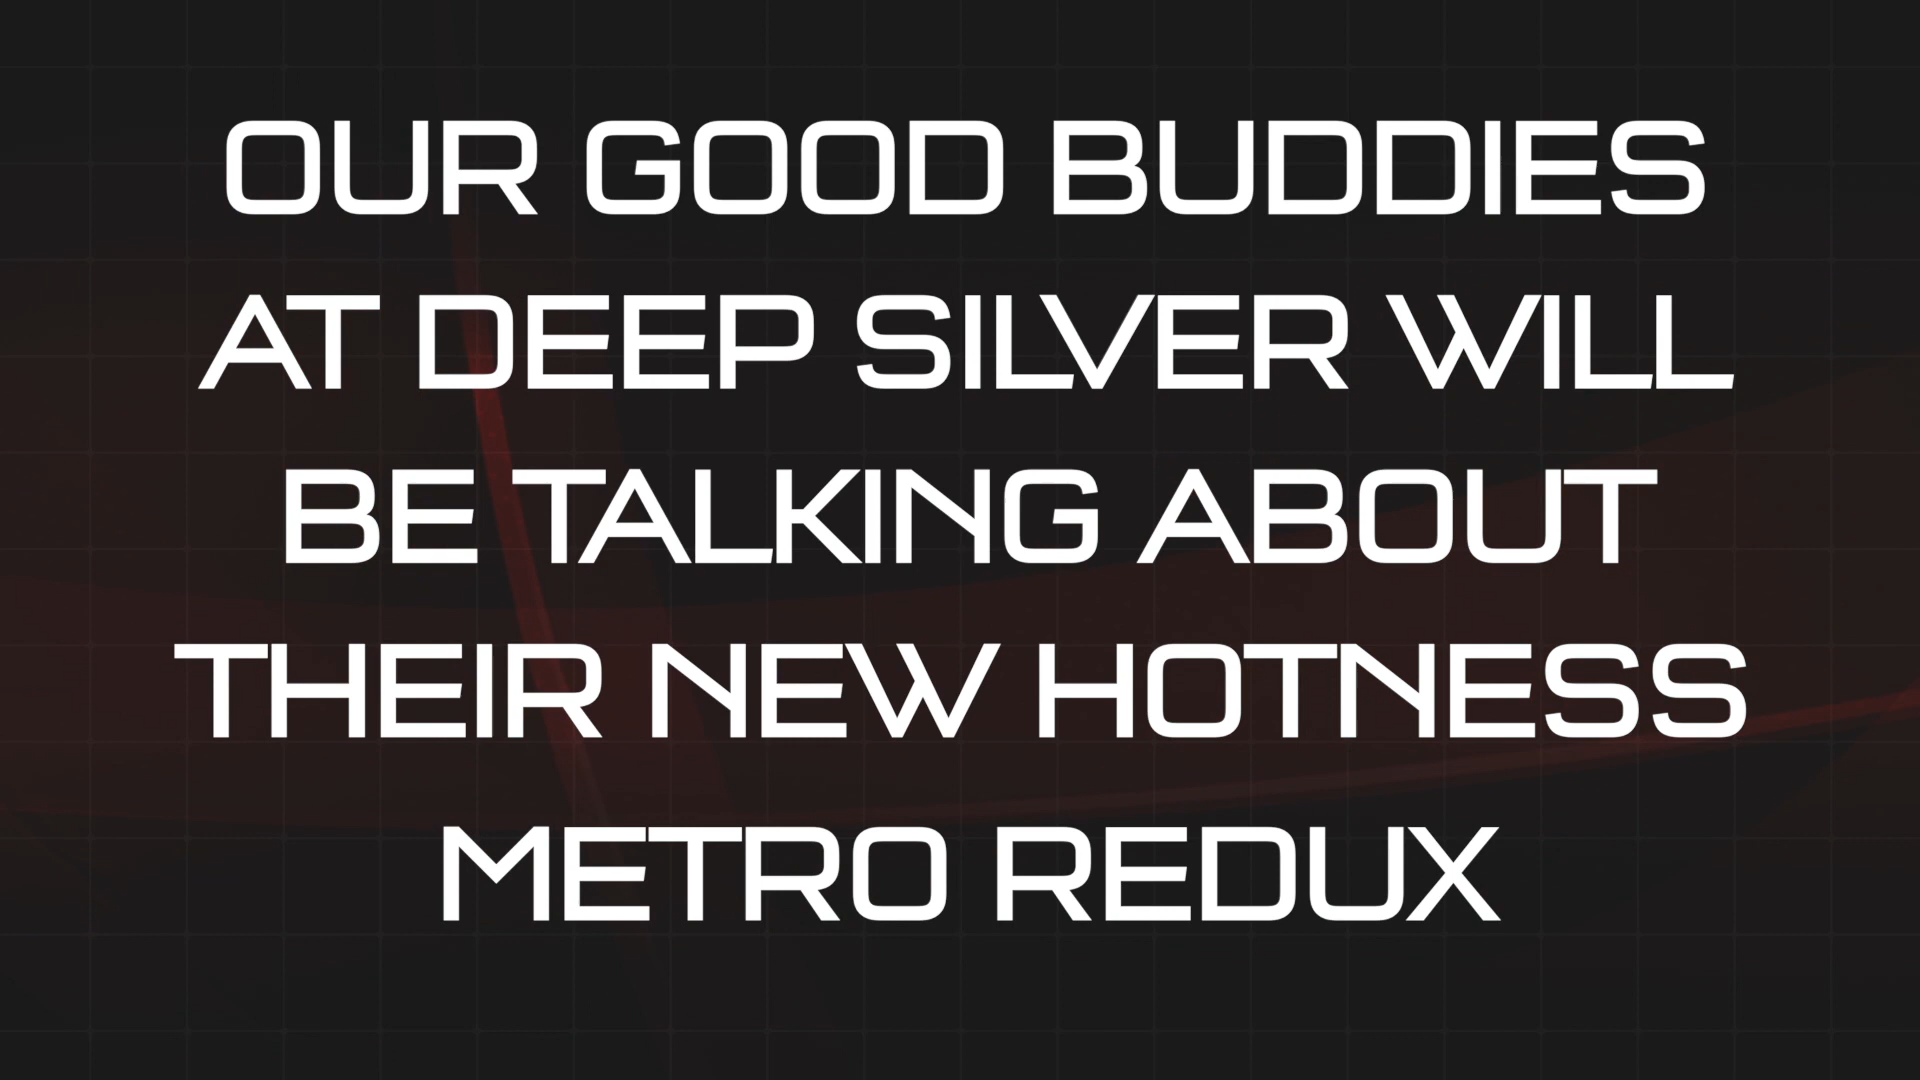 OUR GOOD BUDDIES
AT DEEP SILVER WILL
BE TALKING ABOUT
THEIR NEW HOTNESS
METRO REDUX